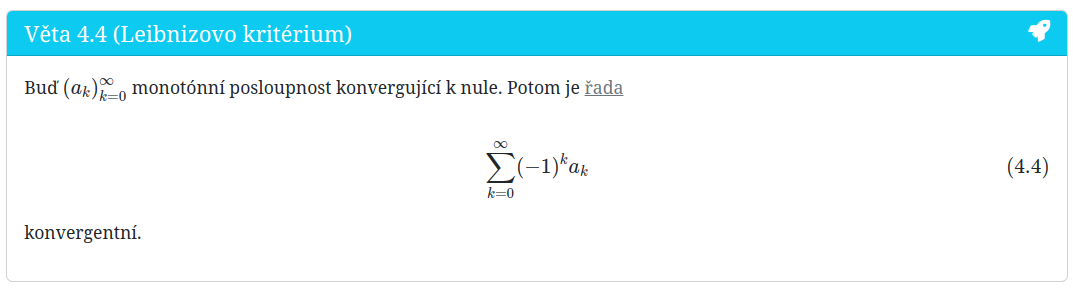 Věta 4.4 (Leibnizovo kritérium)
Buď $(a_k)_{k=0}^{\infty}$ monotónní posloupnost konvergující k nule. Potom je řada
$\sum_{k=0}^{\infty} (-1)^k a_k$ (4.4)
konvergentní.